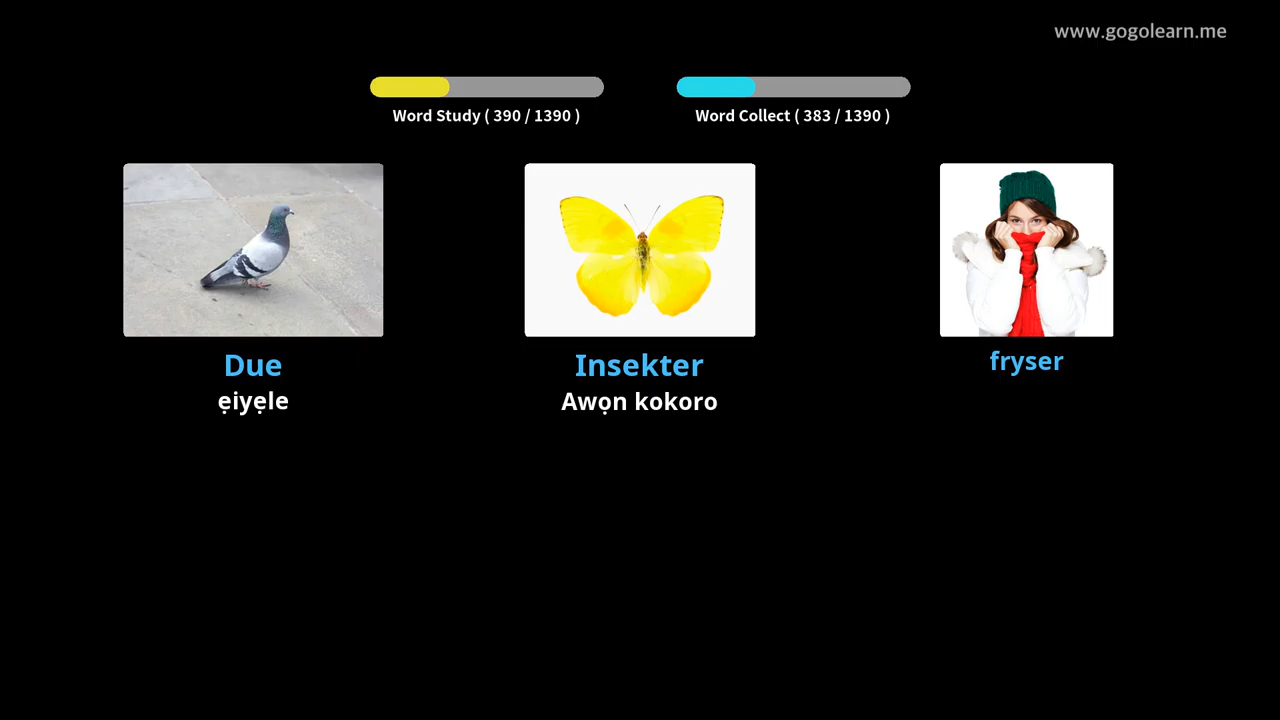 www.gogolearn.me
Word Study ( 390 / 1390 )
Word Collect ( 383 / 1390 )
Due
ẹiyẹle
Insekter
Awọn kokoro
fryser